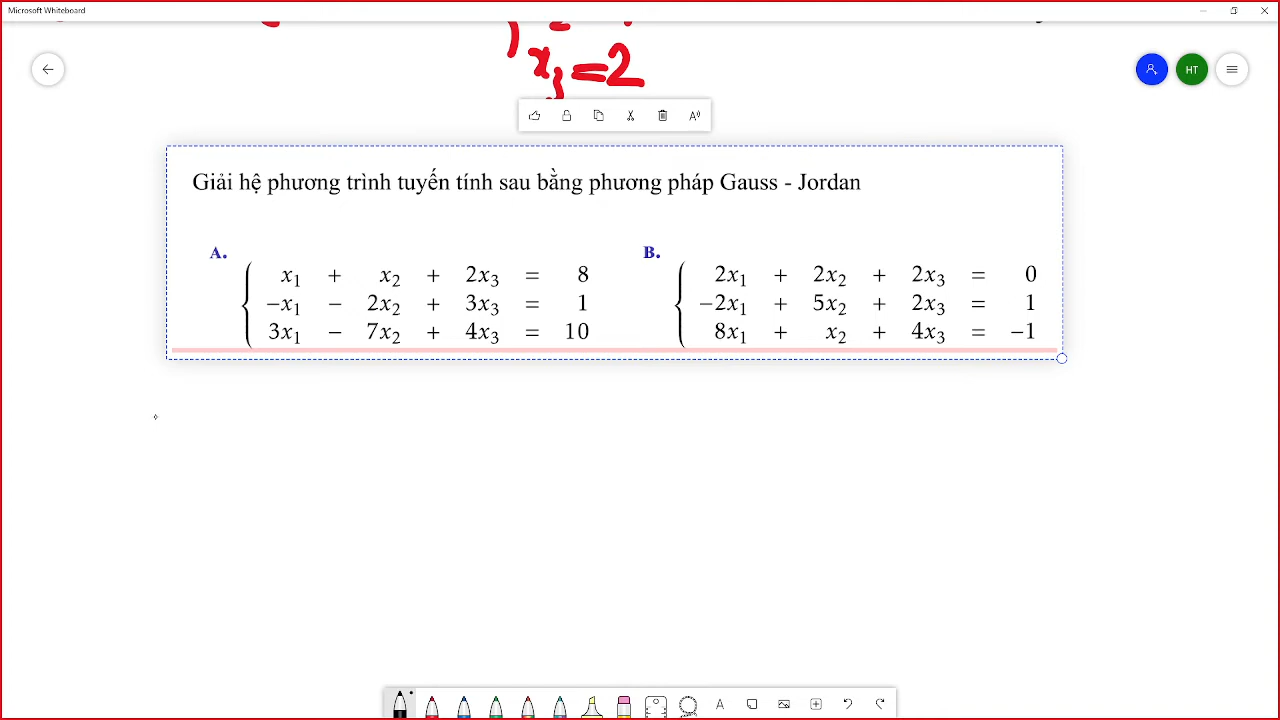 Microsoft Whiteboard
x₃ = 2
HT
Giải hệ phương trình tuyến tính sau bằng phương pháp Gauss - Jordan
A.
x₁ + x₂ + 2x₃ = 8
−x₁ − 2x₂ + 3x₃ = 1
3x₁ − 7x₂ + 4x₃ = 10
B.
2x₁ + 2x₂ + 2x₃ = 0
−2x₁ + 5x₂ + 2x₃ = 1
8x₁ + x₂ + 4x₃ = −1